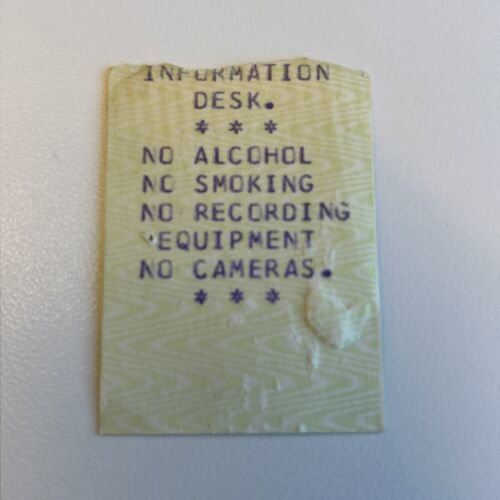 INFORMATION
DESK.
* * *
NO ALCOHOL
NO SMOKING
NO RECORDING
EQUIPMENT
NO CAMERAS.
* * *